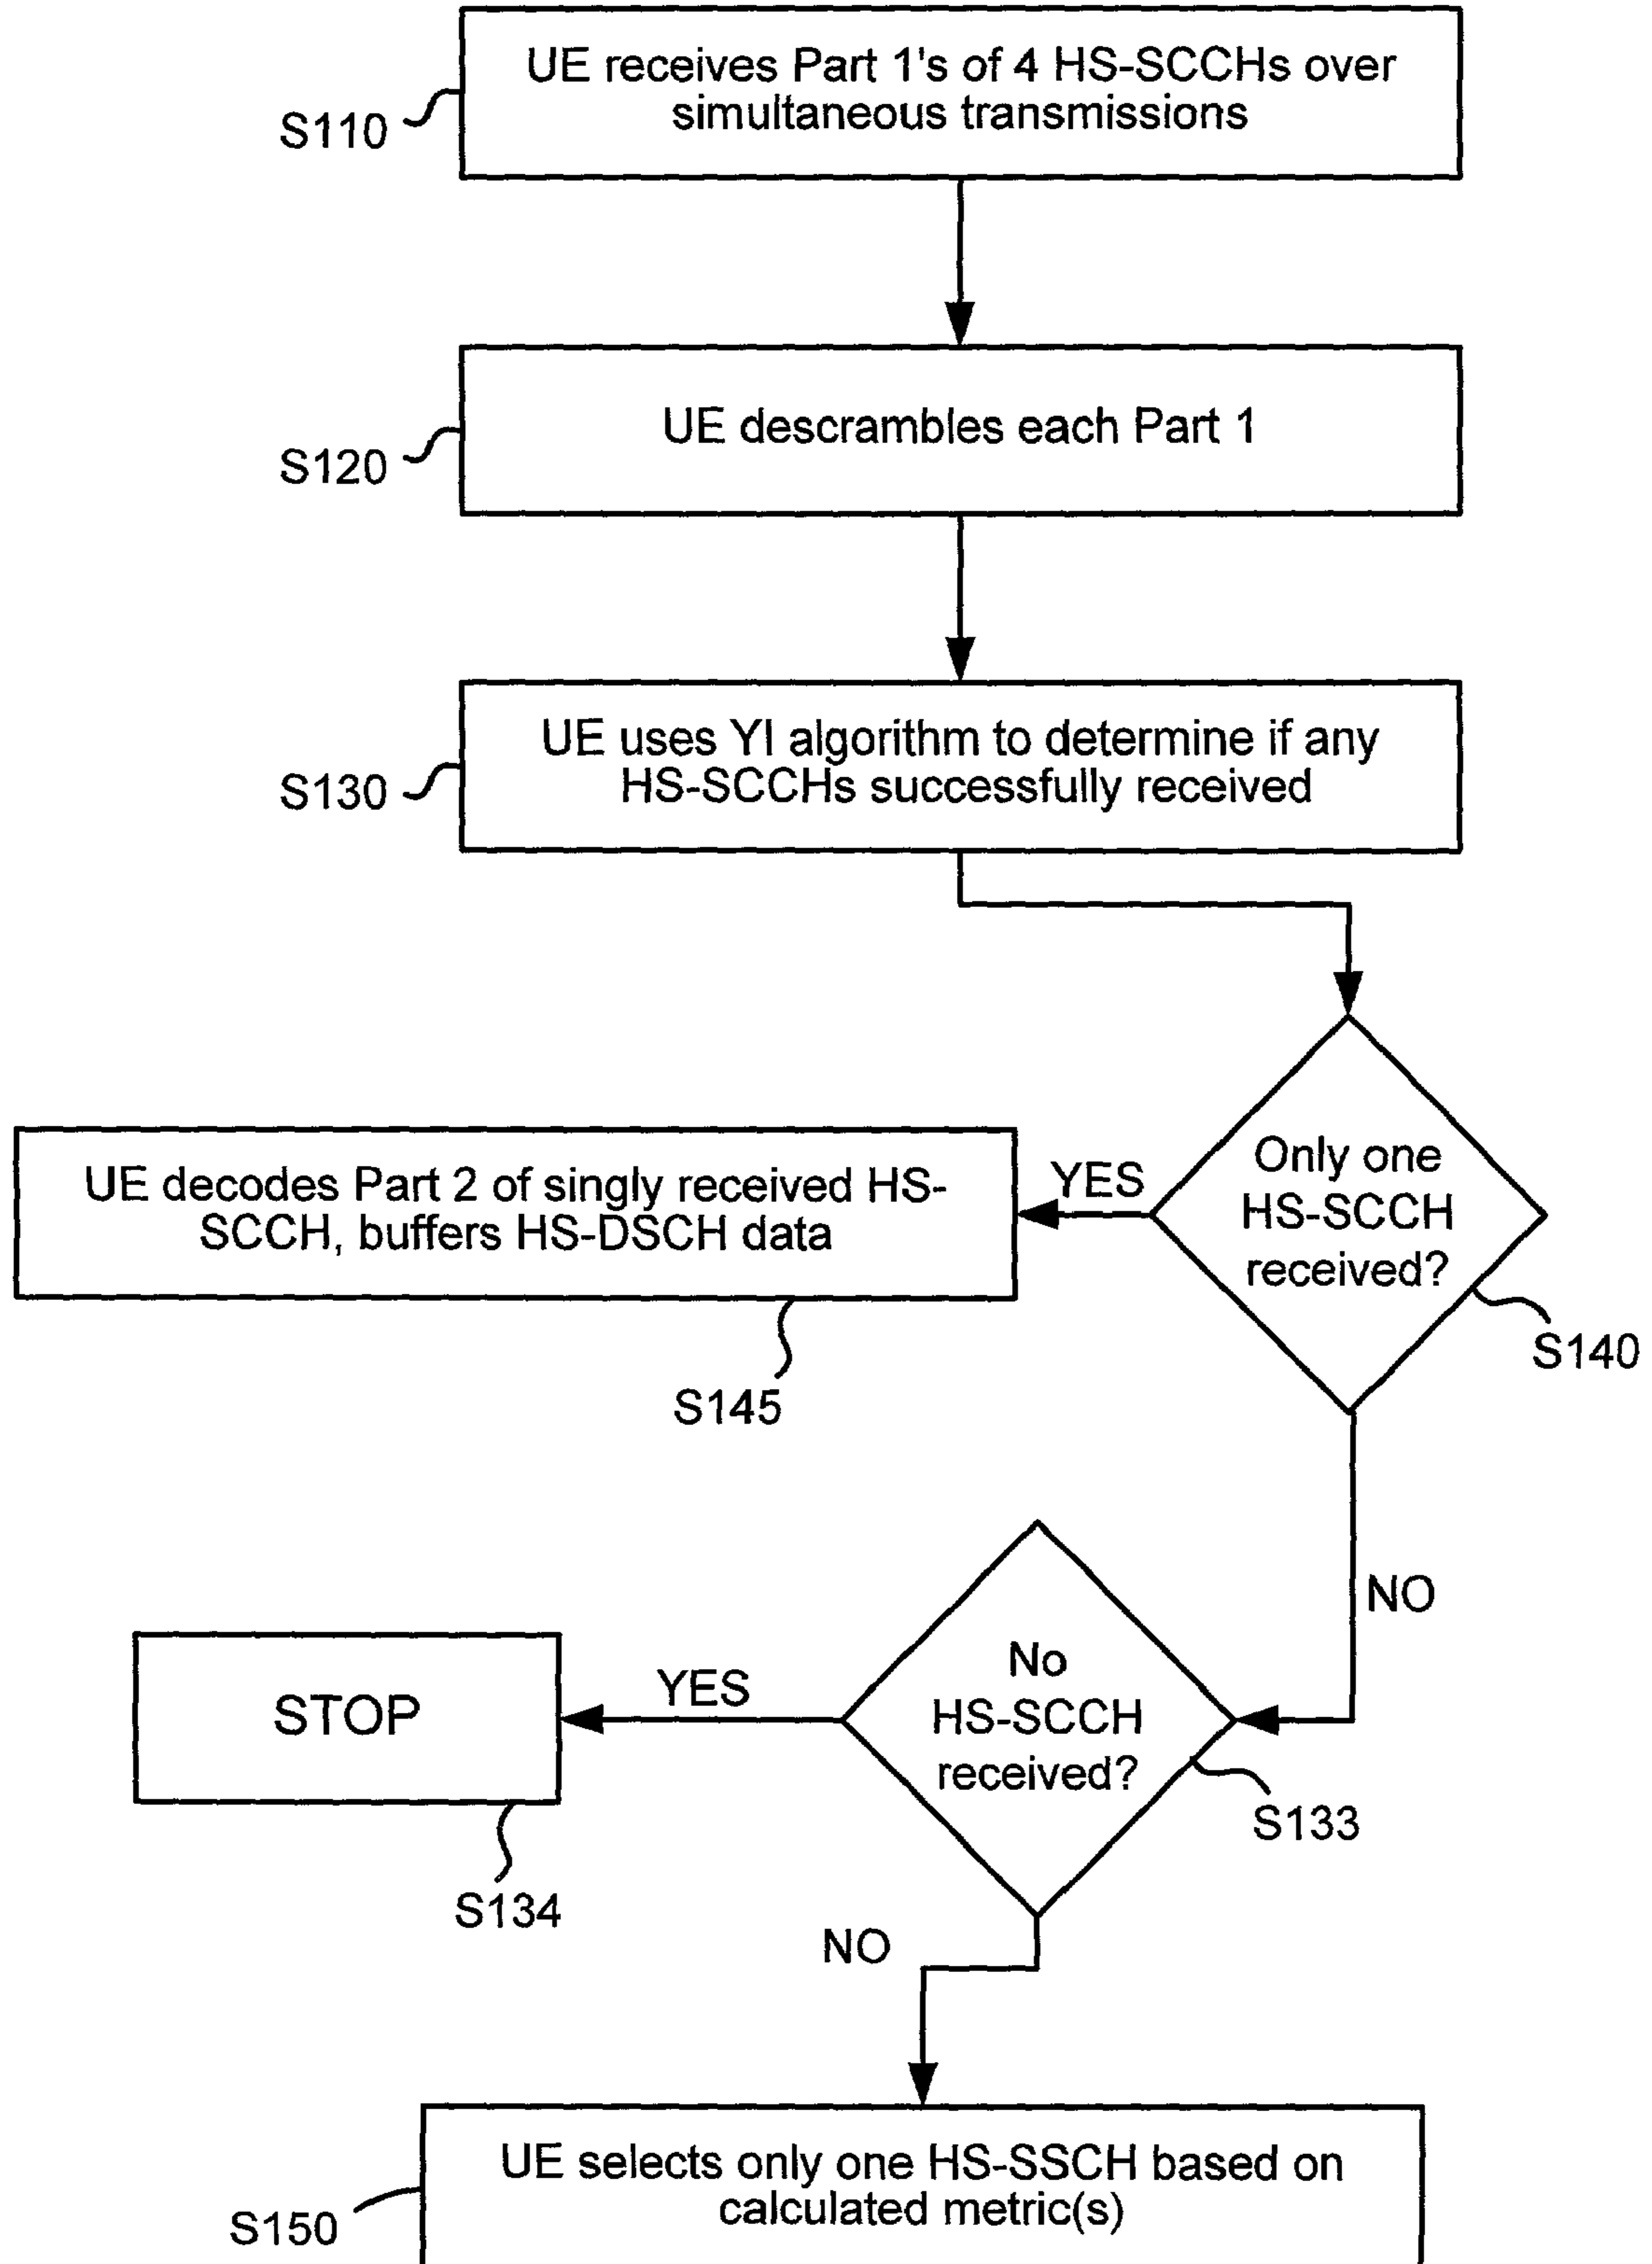 UE receives Part 1's of 4 HS-SCCHs over
simultaneous transmissions
S110
UE descrambles each Part 1
S120
UE uses YI algorithm to determine if any
HS-SCCHs successfully received
S130
Only one
HS-SCCH
received?
S140
YES
UE decodes Part 2 of singly received HS-
SCCH, buffers HS-DSCH data
S145
NO
No
HS-SCCH
received?
S133
YES
STOP
S134
NO
UE selects only one HS-SSCH based on
calculated metric(s)
S150